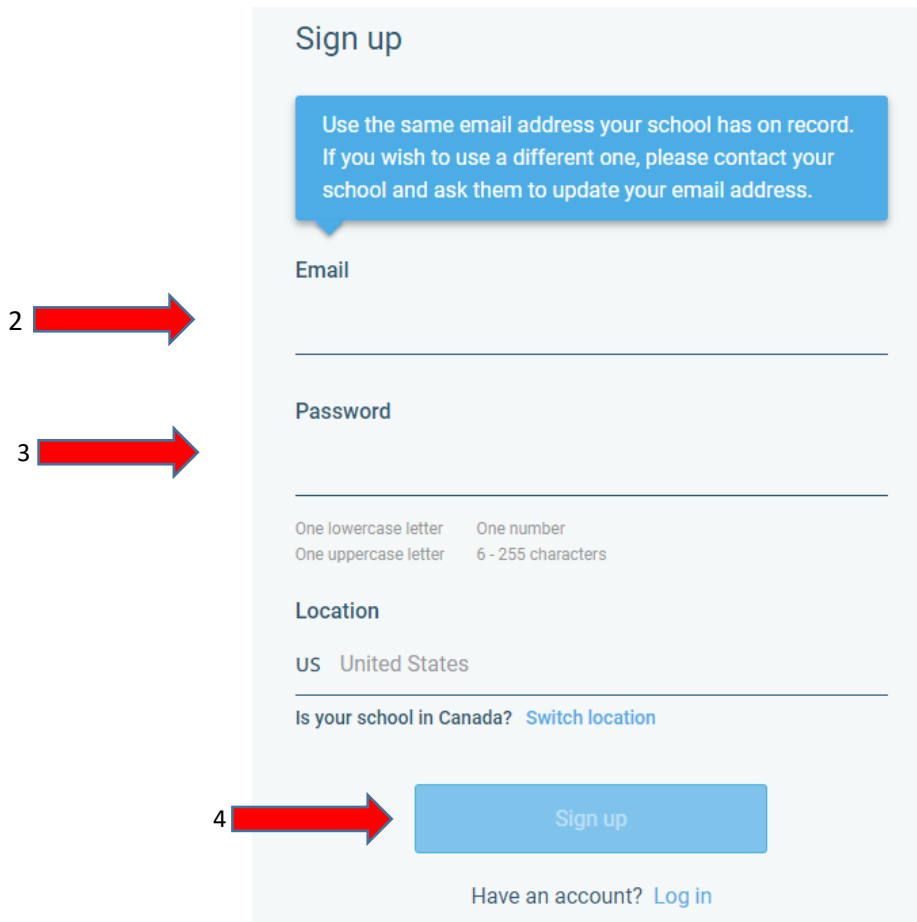 Sign up
Use the same email address your school has on record.
If you wish to use a different one, please contact your
school and ask them to update your email address.
Email
2
Password
3
One lowercase letter One number
One uppercase letter 6 - 255 characters
Location
US United States
Is your school in Canada? Switch location
4 Sign up
Have an account? Log in